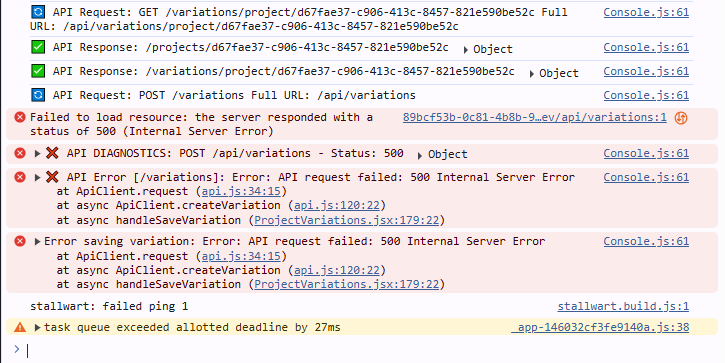 API Request: GET /variations/project/d67fae37-c906-413c-8457-821e590be52c Full Console.js:61
URL: /api/variations/project/d67fae37-c906-413c-8457-821e590be52c
API Response: /projects/d67fae37-c906-413c-8457-821e590be52c Object Console.js:61
API Response: /variations/project/d67fae37-c906-413c-8457-821e590be52c Object Console.js:61
API Request: POST /variations Full URL: /api/variations Console.js:61
Failed to load resource: the server responded with a 89bcf53b-0c81-4b8b-9…ev/api/variations:1
status of 500 (Internal Server Error)
API DIAGNOSTICS: POST /api/variations - Status: 500 Object Console.js:61
API Error [/variations]: Error: API request failed: 500 Internal Server Error Console.js:61
at ApiClient.request (api.js:34:15)
at async ApiClient.createVariation (api.js:120:22)
at async handleSaveVariation (ProjectVariations.jsx:179:22)
Error saving variation: Error: API request failed: 500 Internal Server Error Console.js:61
at ApiClient.request (api.js:34:15)
at async ApiClient.createVariation (api.js:120:22)
at async handleSaveVariation (ProjectVariations.jsx:179:22)
stallwart: failed ping 1 stallwart.build.js:1
task queue exceeded allotted deadline by 27ms _app-146032cf3fe9140a.js:38